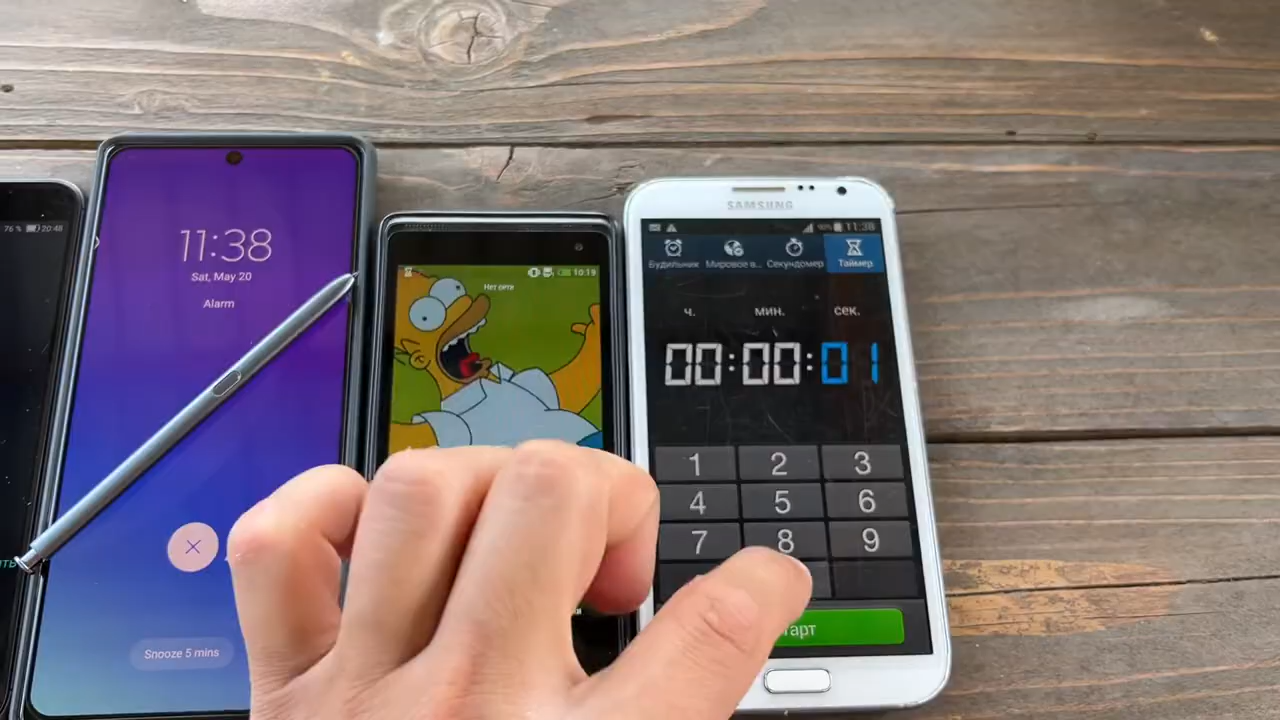 76 % 20:48
11:38
Sat, May 20
Alarm
Snooze 5 mins
10:19
Нет сети
SAMSUNG
90% 11:38
Будильник Мировое в... Секундомер Таймер
ч. мин. сек.
00:00:01
1 2 3
4 5 6
7 8 9